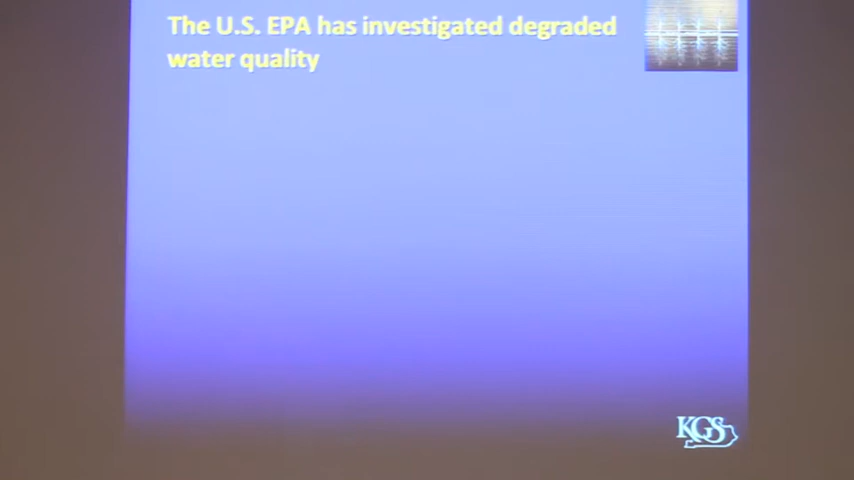 The U.S. EPA has investigated degraded
water quality
KGS